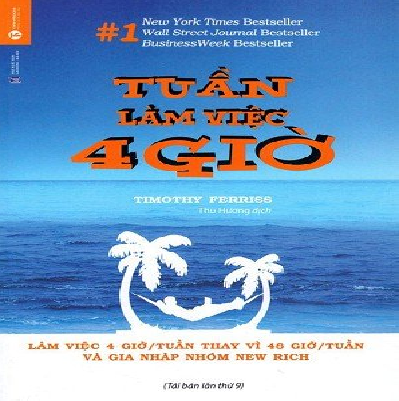 #1 New York Times Bestseller
Wall Street Journal Bestseller
BusinessWeek Bestseller
TUẦN
LÀM VIỆC
4 GIỜ
TIMOTHY FERRISS
Thu Hương dịch
LÀM VIỆC 4 GIỜ/TUẦN THAY VÌ 48 GIỜ/TUẦN
VÀ GIA NHẬP NHÓM NEW RICH
(Tái bản lần thứ 9)